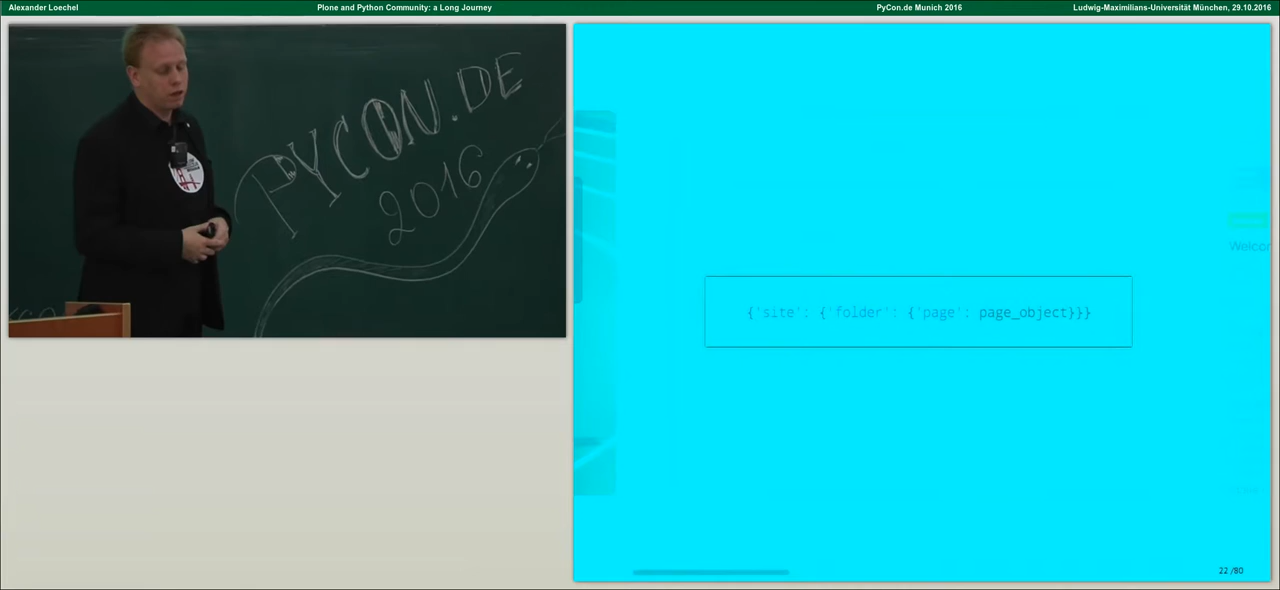 Alexander Loechel
Plone and Python Community: a Long Journey
PyCon.de Munich 2016
Ludwig-Maximilians-Universität München, 29.10.2016
PYCON.DE
2016
{'site': {'folder': {'page': page_object}}}
Welcor
22 /80